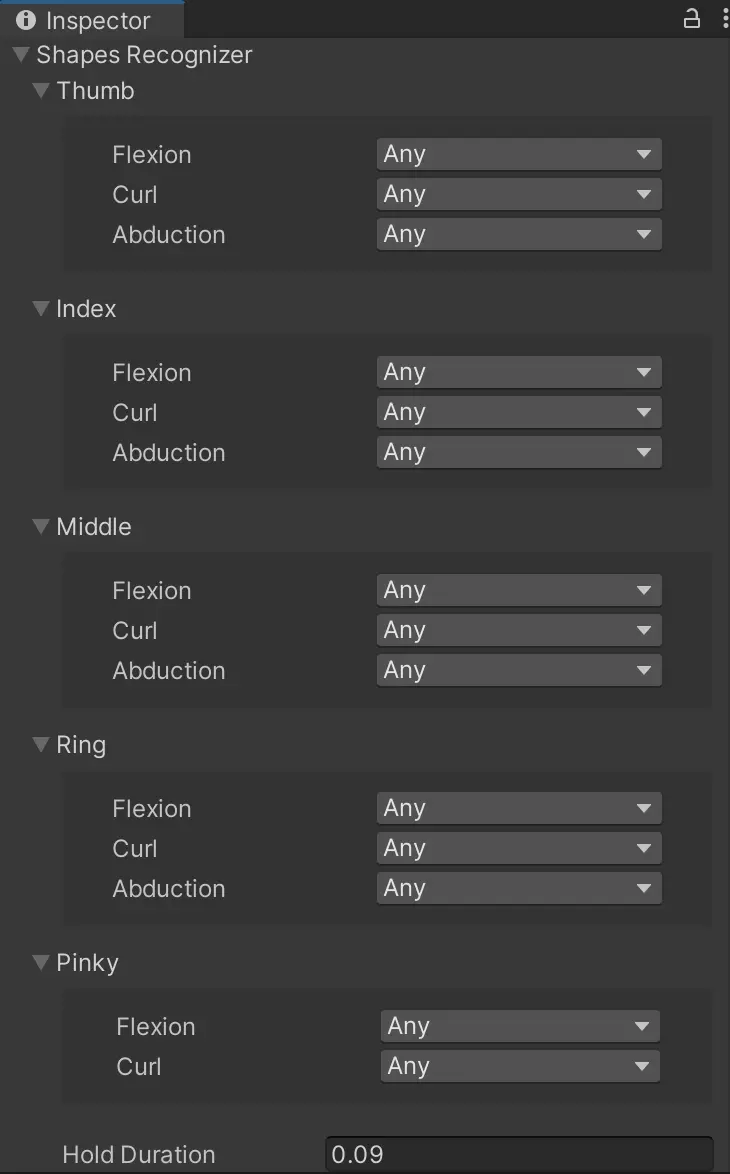 Inspector
Shapes Recognizer
Thumb
Flexion Any
Curl Any
Abduction Any
Index
Flexion Any
Curl Any
Abduction Any
Middle
Flexion Any
Curl Any
Abduction Any
Ring
Flexion Any
Curl Any
Abduction Any
Pinky
Flexion Any
Curl Any
Hold Duration 0.09